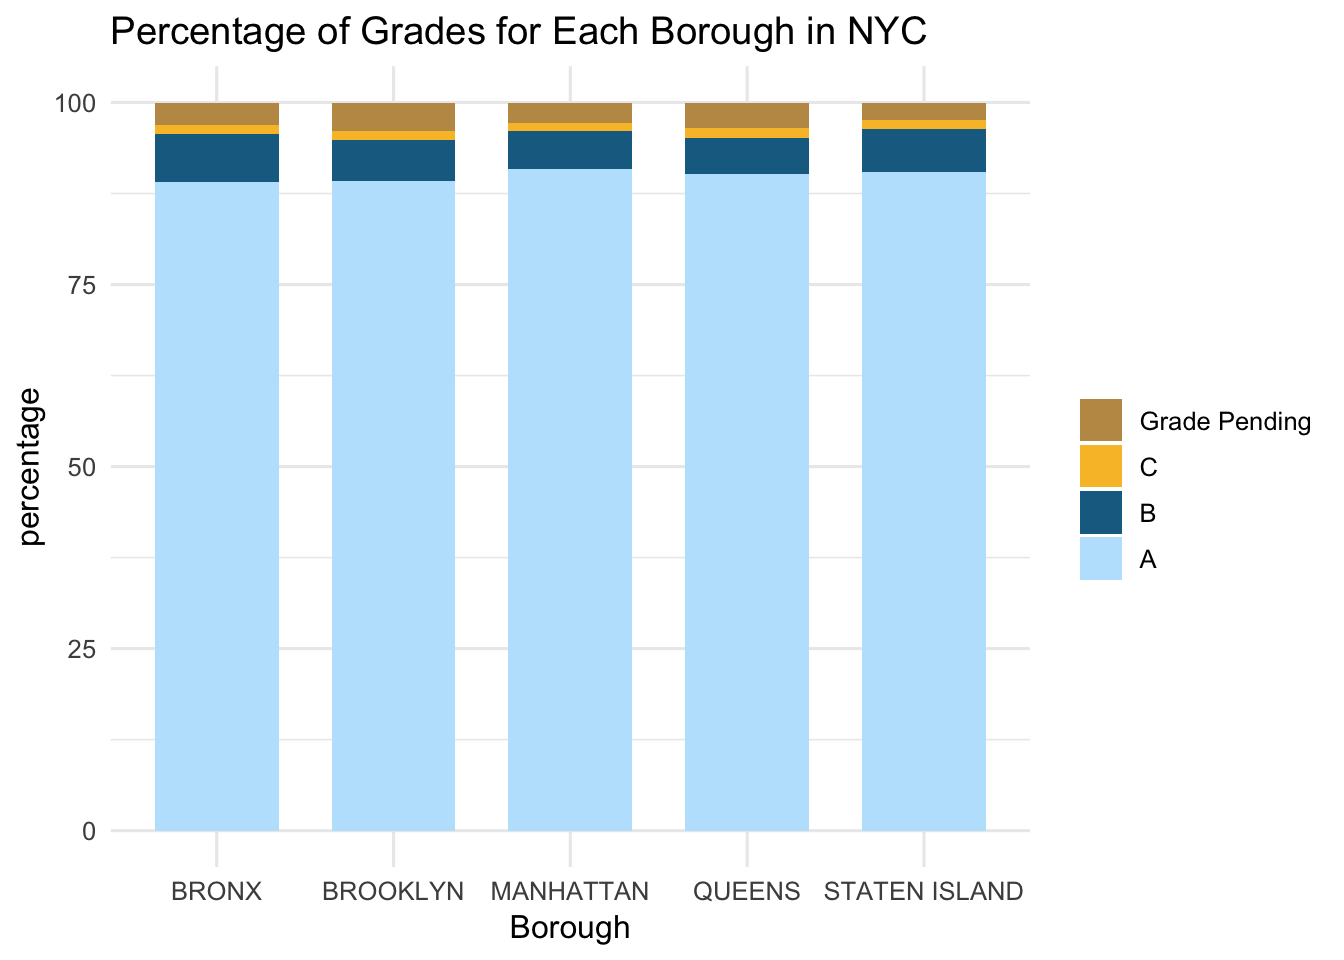 Percentage of Grades for Each Borough in NYC
percentage
100
75
50
25
0
BRONX BROOKLYN MANHATTAN QUEENS STATEN ISLAND
Borough
Grade Pending
C
B
A